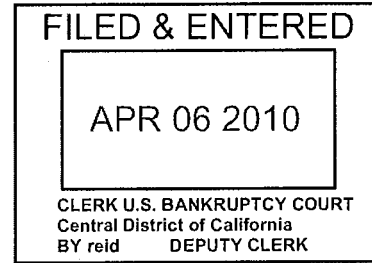 FILED & ENTERED
APR 06 2010
CLERK U.S. BANKRUPTCY COURT
Central District of California
BY reid DEPUTY CLERK